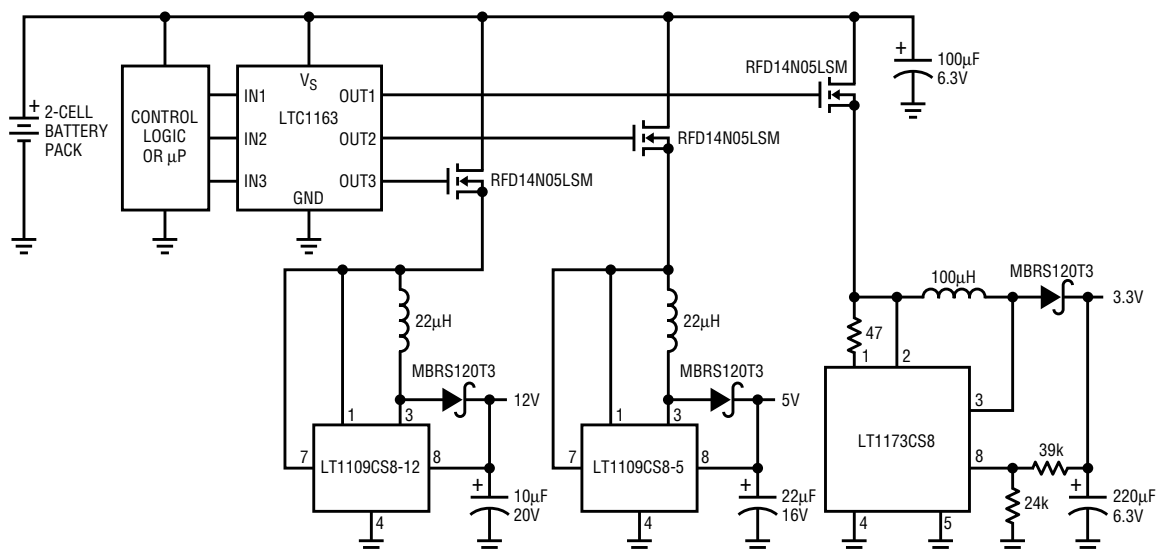 +
2-CELL
BATTERY
PACK
CONTROL
LOGIC
OR μP
IN1
IN2
IN3
VS
LTC1163
GND
OUT1
OUT2
OUT3
RFD14N05LSM
RFD14N05LSM
RFD14N05LSM
+
100μF
6.3V
22μH
MBRS120T3
12V
1
3
7
LT1109CS8-12
8
4
+
10μF
20V
22μH
MBRS120T3
5V
1
3
7
LT1109CS8-5
8
4
+
22μF
16V
100μH
MBRS120T3
3.3V
47
1
2
3
LT1173CS8
8
39k
24k
4
5
+
220μF
6.3V